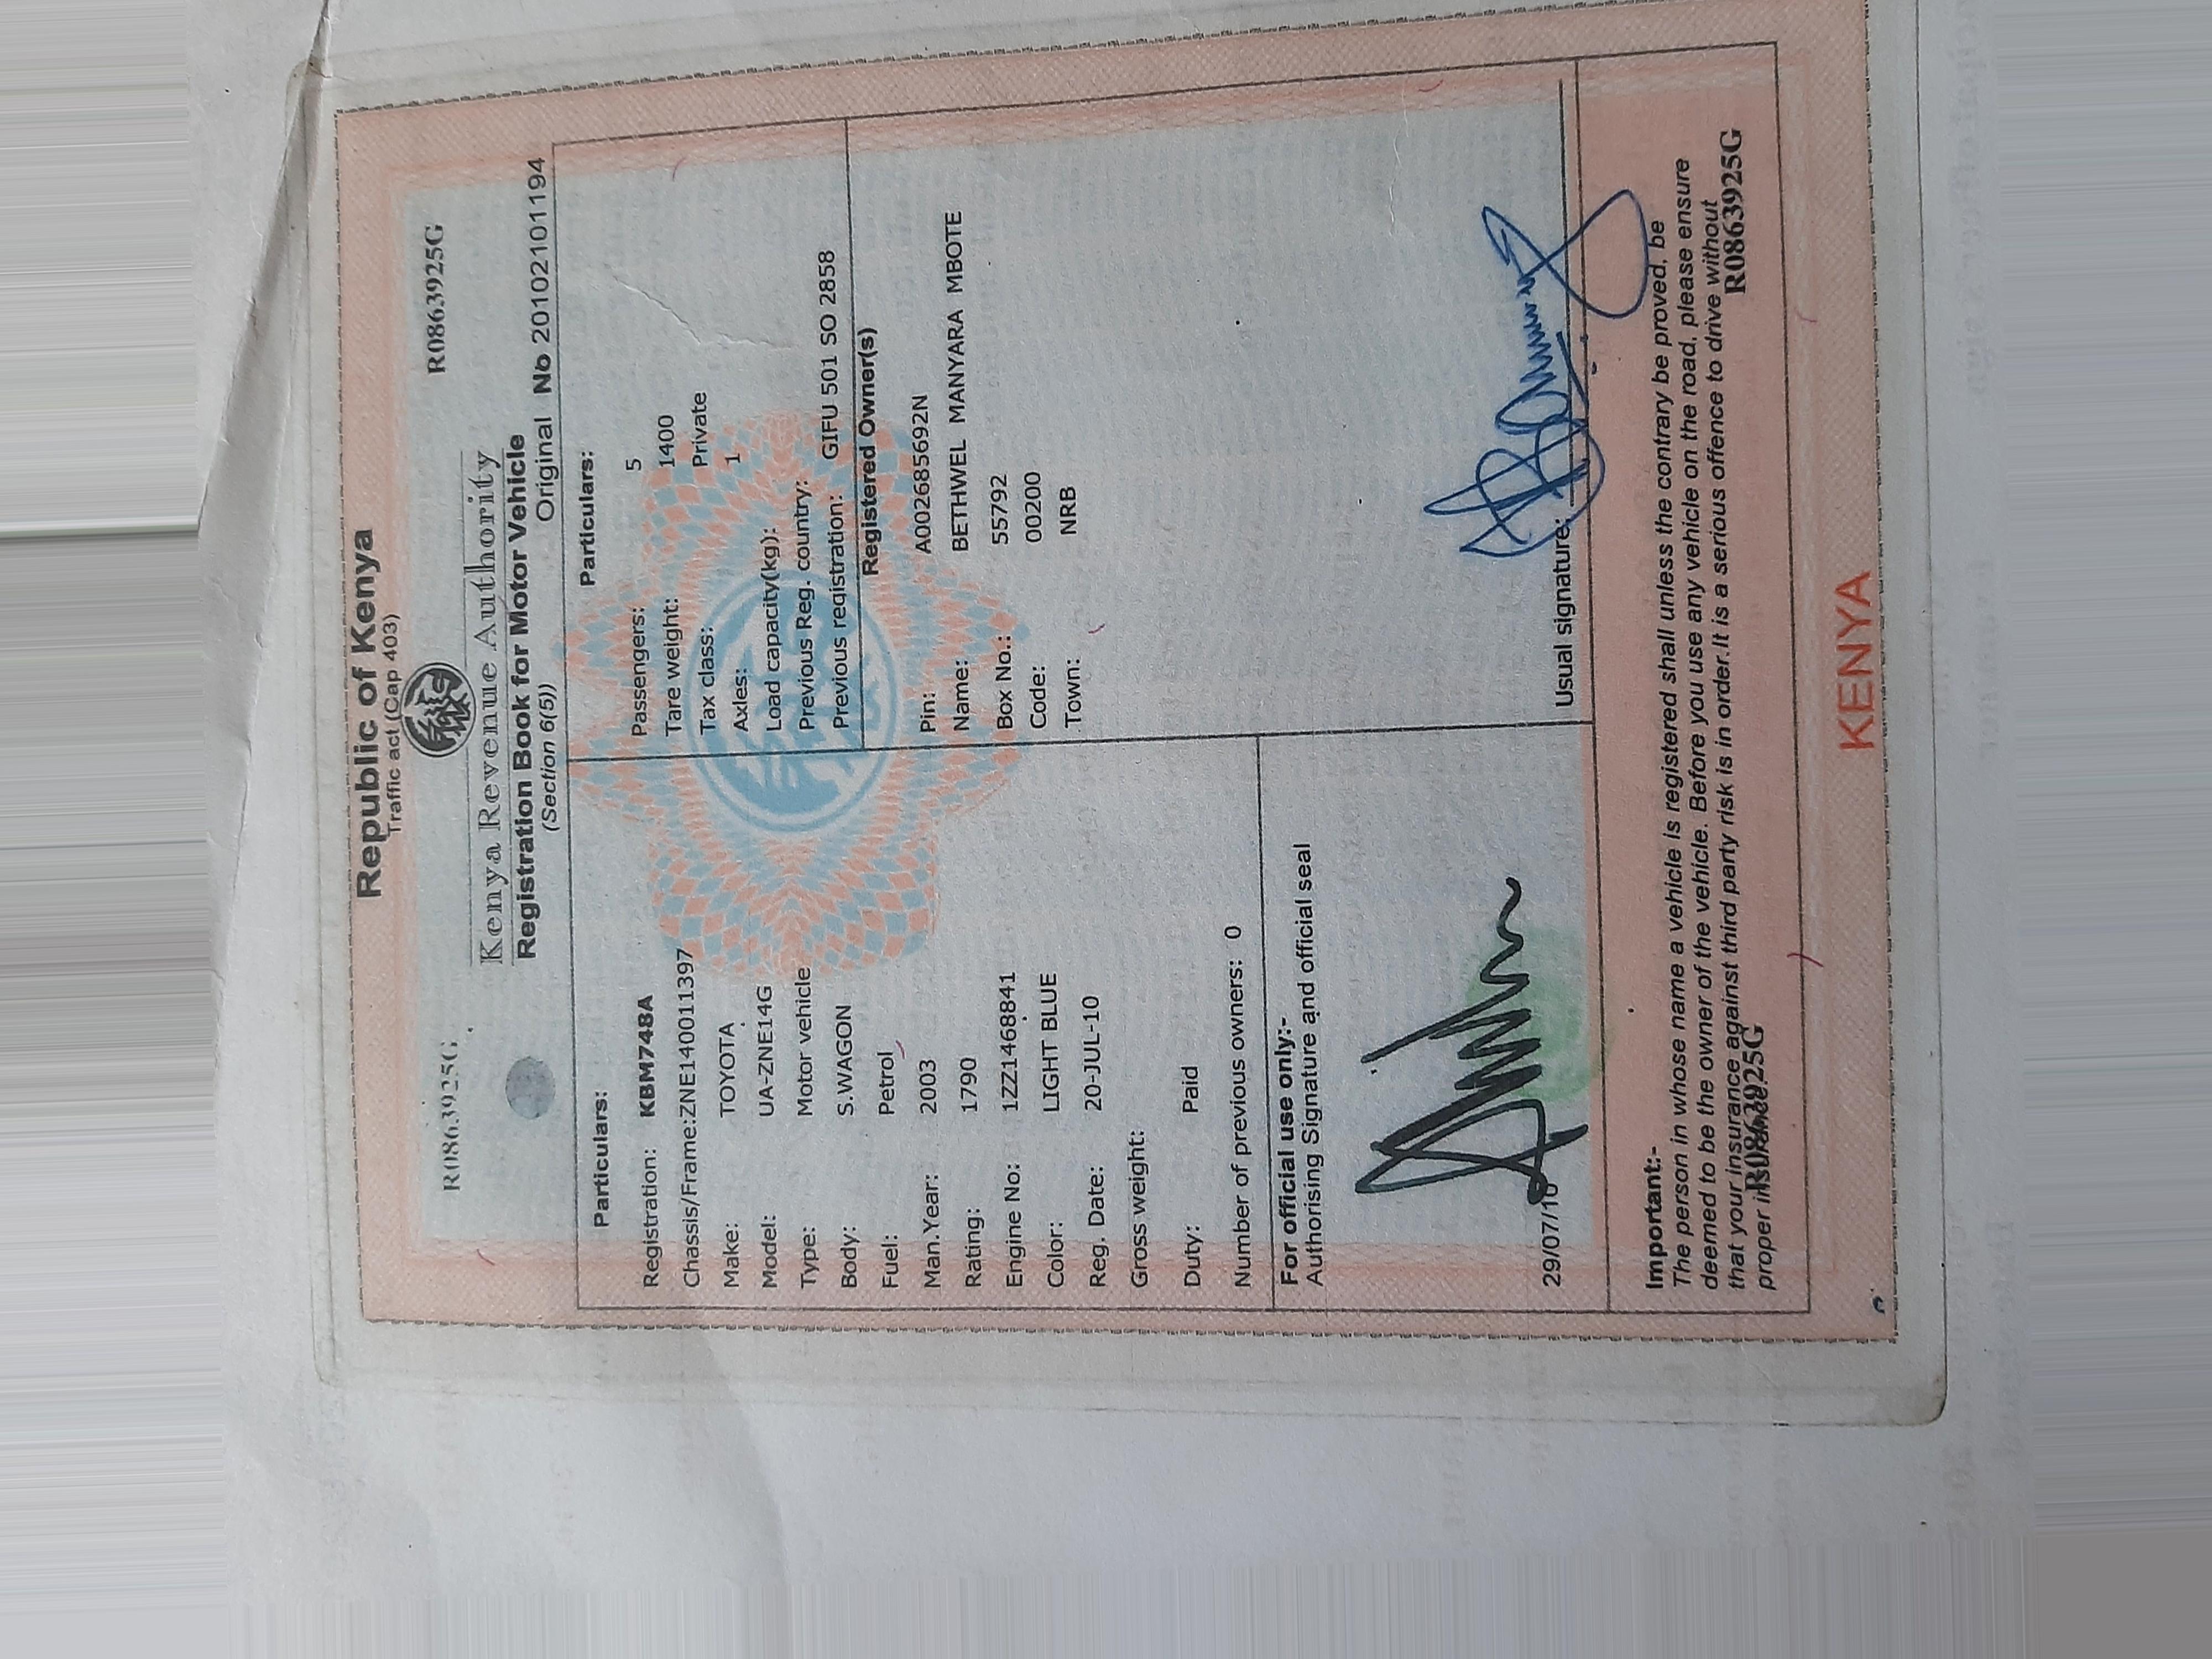 Republic of Kenya
Traffic act (Cap 403)
R08639925G R08639925G
Kenya Revenue Authority
Registration Book for Motor Vehicle
(Section 6(5)) Original No 201021011194
Particulars:
Registration: KBM748A
Chassis/Frame:ZNE140011397
Make: TOYOTA
Model: UA-ZNE14G
Type: Motor vehicle
Body: S.WAGON
Fuel: Petrol
Man.Year: 2003
Rating: 1790
Engine No: 1ZZ1468841
Color: LIGHT BLUE
Reg. Date: 20-JUL-10
Gross weight:
Duty: Paid
Number of previous owners: 0
Particulars:
Passengers: 5
Tare weight: 1400
Tax class: Private
Axles: 1
Load capacity(kg):
Previous Reg. country:
Previous registration: GIFU 501 SO 2858
Registered Owner(s)
Pin: A002685692N
Name: BETHWEL MANYARA MBOTE
Box No.: 55792
Code: 00200
Town: NRB
For official use only:-
Authorising Signature and official seal
29/07/10
Usual signature:
Important:-
The person in whose name a vehicle is registered shall unless the contrary be proved, be
deemed to be the owner of the vehicle. Before you use any vehicle on the road, please ensure
that your insurance against third party risk is in order.It is a serious offence to drive without
proper insurance.
R08639925G R08639925G
KENYA